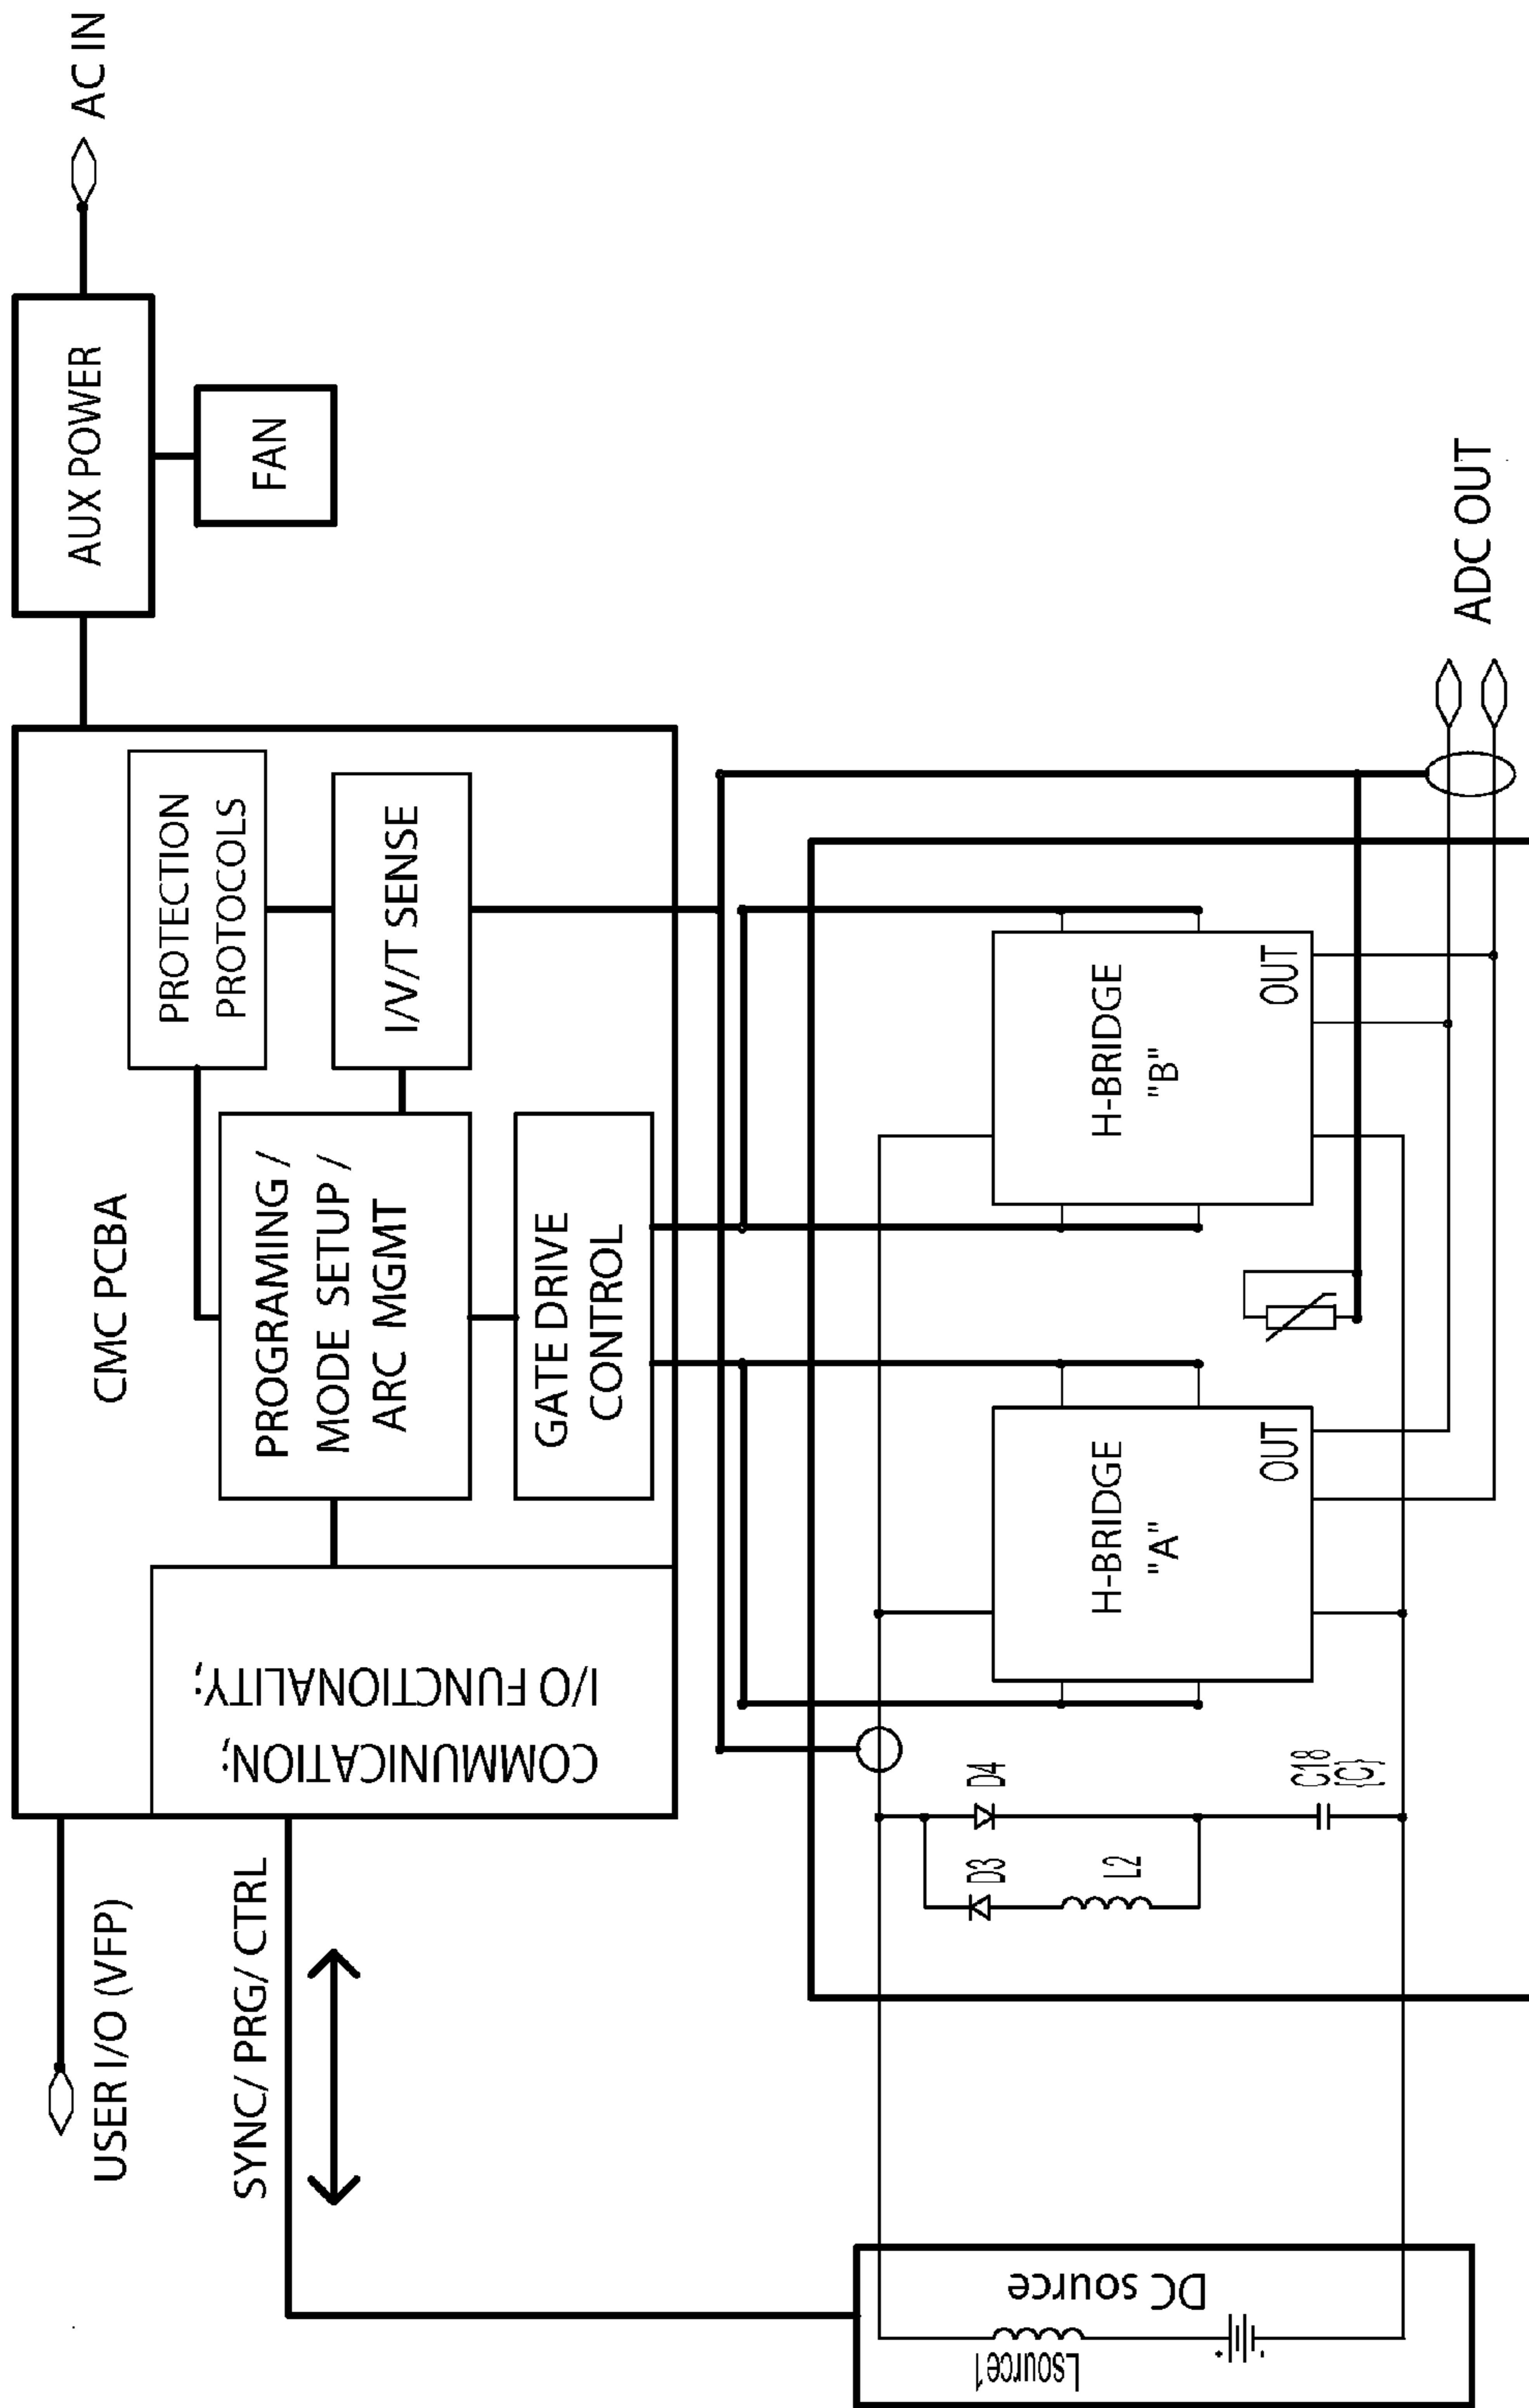 USER I/O (VFP)
SYNC/ PRG/ CTRL
CMC PCBA
COMMUNICATION;
I/O FUNCTIONALITY;
PROGRAMING /
MODE SETUP /
ARC MGMT
GATE DRIVE
CONTROL
PROTECTION
PROTOCOLS
I/V/T SENSE
AUX POWER
FAN
AC IN
DC source
Lsource1
+
-
D3
D4
L2
C18
(C)
H-BRIDGE
"A"
OUT
H-BRIDGE
"B"
OUT
ADC OUT